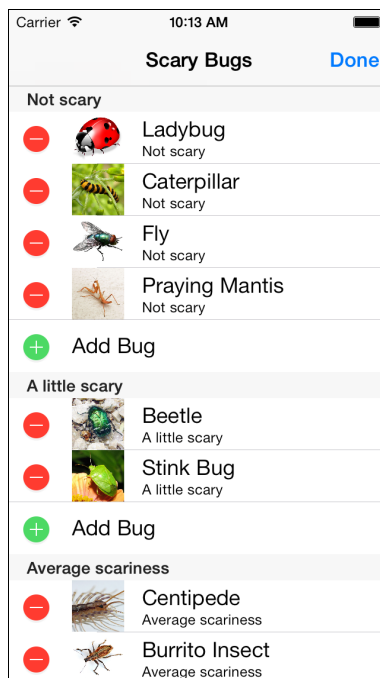 Carrier 10:13 AM
Scary Bugs Done
Not scary
Ladybug
Not scary
Caterpillar
Not scary
Fly
Not scary
Praying Mantis
Not scary
Add Bug
A little scary
Beetle
A little scary
Stink Bug
A little scary
Add Bug
Average scariness
Centipede
Average scariness
Burrito Insect
Average scariness